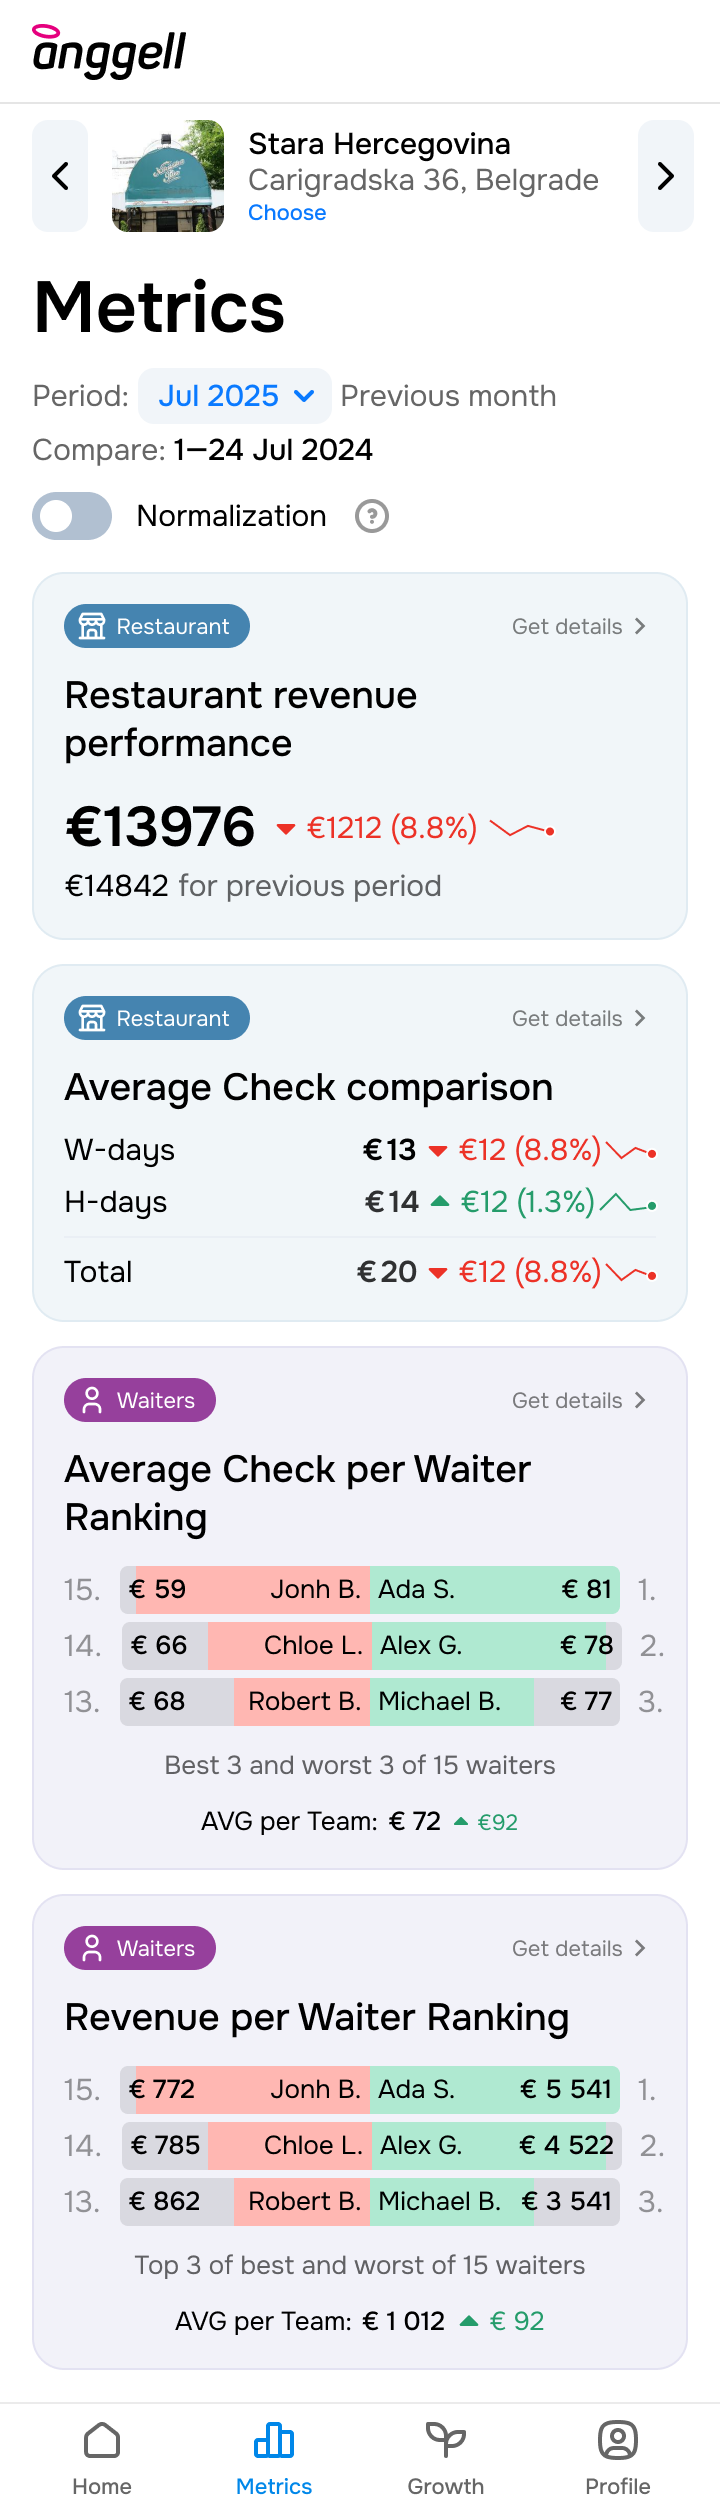 anggell
Stara Hercegovina
Carigradska 36, Belgrade
Choose
Metrics
Period: Jul 2025 Previous month
Compare: 1—24 Jul 2024
Normalization ?
Restaurant Get details
Restaurant revenue
performance
€13976 €1212 (8.8%)
€14842 for previous period
Restaurant Get details
Average Check comparison
W-days €13 €12 (8.8%)
H-days €14 €12 (1.3%)
Total €20 €12 (8.8%)
Waiters Get details
Average Check per Waiter
Ranking
15. € 59 Jonh B. Ada S. € 81 1.
14. € 66 Chloe L. Alex G. € 78 2.
13. € 68 Robert B. Michael B. € 77 3.
Best 3 and worst 3 of 15 waiters
AVG per Team: € 72 €92
Waiters Get details
Revenue per Waiter Ranking
15. € 772 Jonh B. Ada S. € 5 541 1.
14. € 785 Chloe L. Alex G. € 4 522 2.
13. € 862 Robert B. Michael B. € 3 541 3.
Top 3 of best and worst of 15 waiters
AVG per Team: € 1 012 € 92
Home Metrics Growth Profile